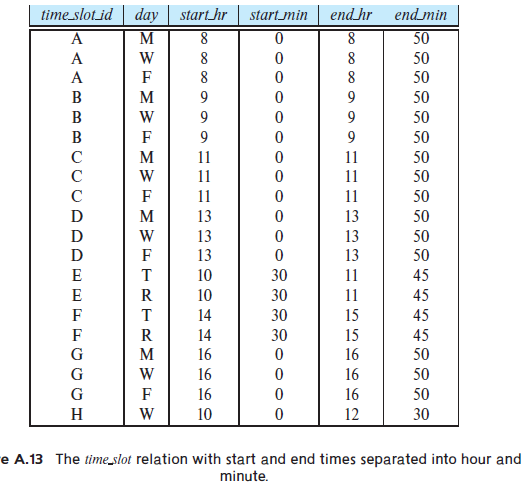 time_slot_id day start_hr start_min end_hr end_min
A M 8 0 8 50
A W 8 0 8 50
A F 8 0 8 50
B M 9 0 9 50
B W 9 0 9 50
B F 9 0 9 50
C M 11 0 11 50
C W 11 0 11 50
C F 11 0 11 50
D M 13 0 13 50
D W 13 0 13 50
D F 13 0 13 50
E T 10 30 11 45
E R 10 30 11 45
F T 14 30 15 45
F R 14 30 15 45
G M 16 0 16 50
G W 16 0 16 50
G F 16 0 16 50
H W 10 0 12 30
e A.13 The time_slot relation with start and end times separated into hour and
minute.